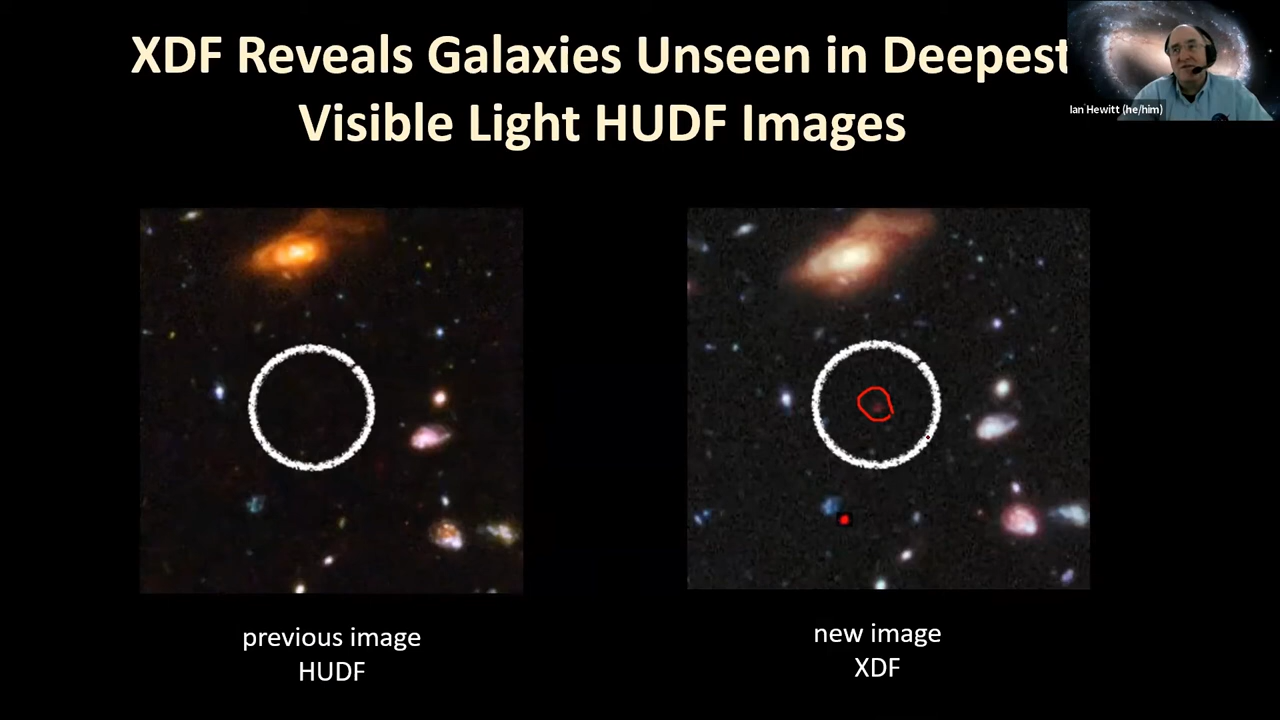 XDF Reveals Galaxies Unseen in Deepest
Visible Light HUDF Images
Ian Hewitt (he/him)
previous image
HUDF
new image
XDF